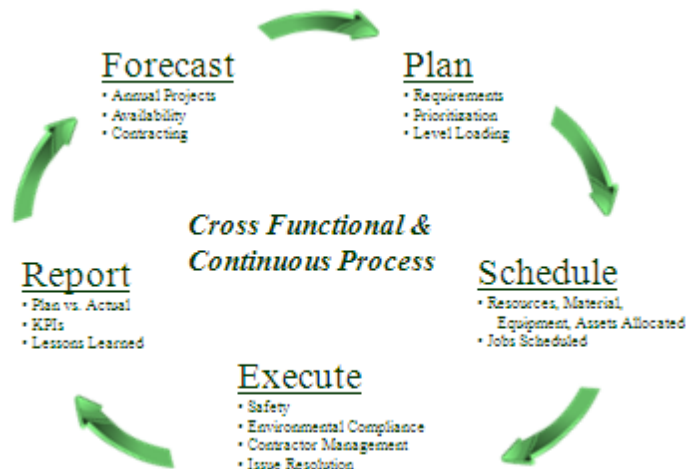 Forecast
• Annual Projects
• Availability
• Contracting
Plan
• Requirements
• Prioritization
• Level Loading
Cross Functional &
Continuous Process
Schedule
• Resources, Material,
Equipment, Assets Allocated
• Jobs Scheduled
Execute
• Safety
• Environmental Compliance
• Contractor Management
• Issue Resolution
Report
• Plan vs. Actual
• KPIs
• Lessons Learned